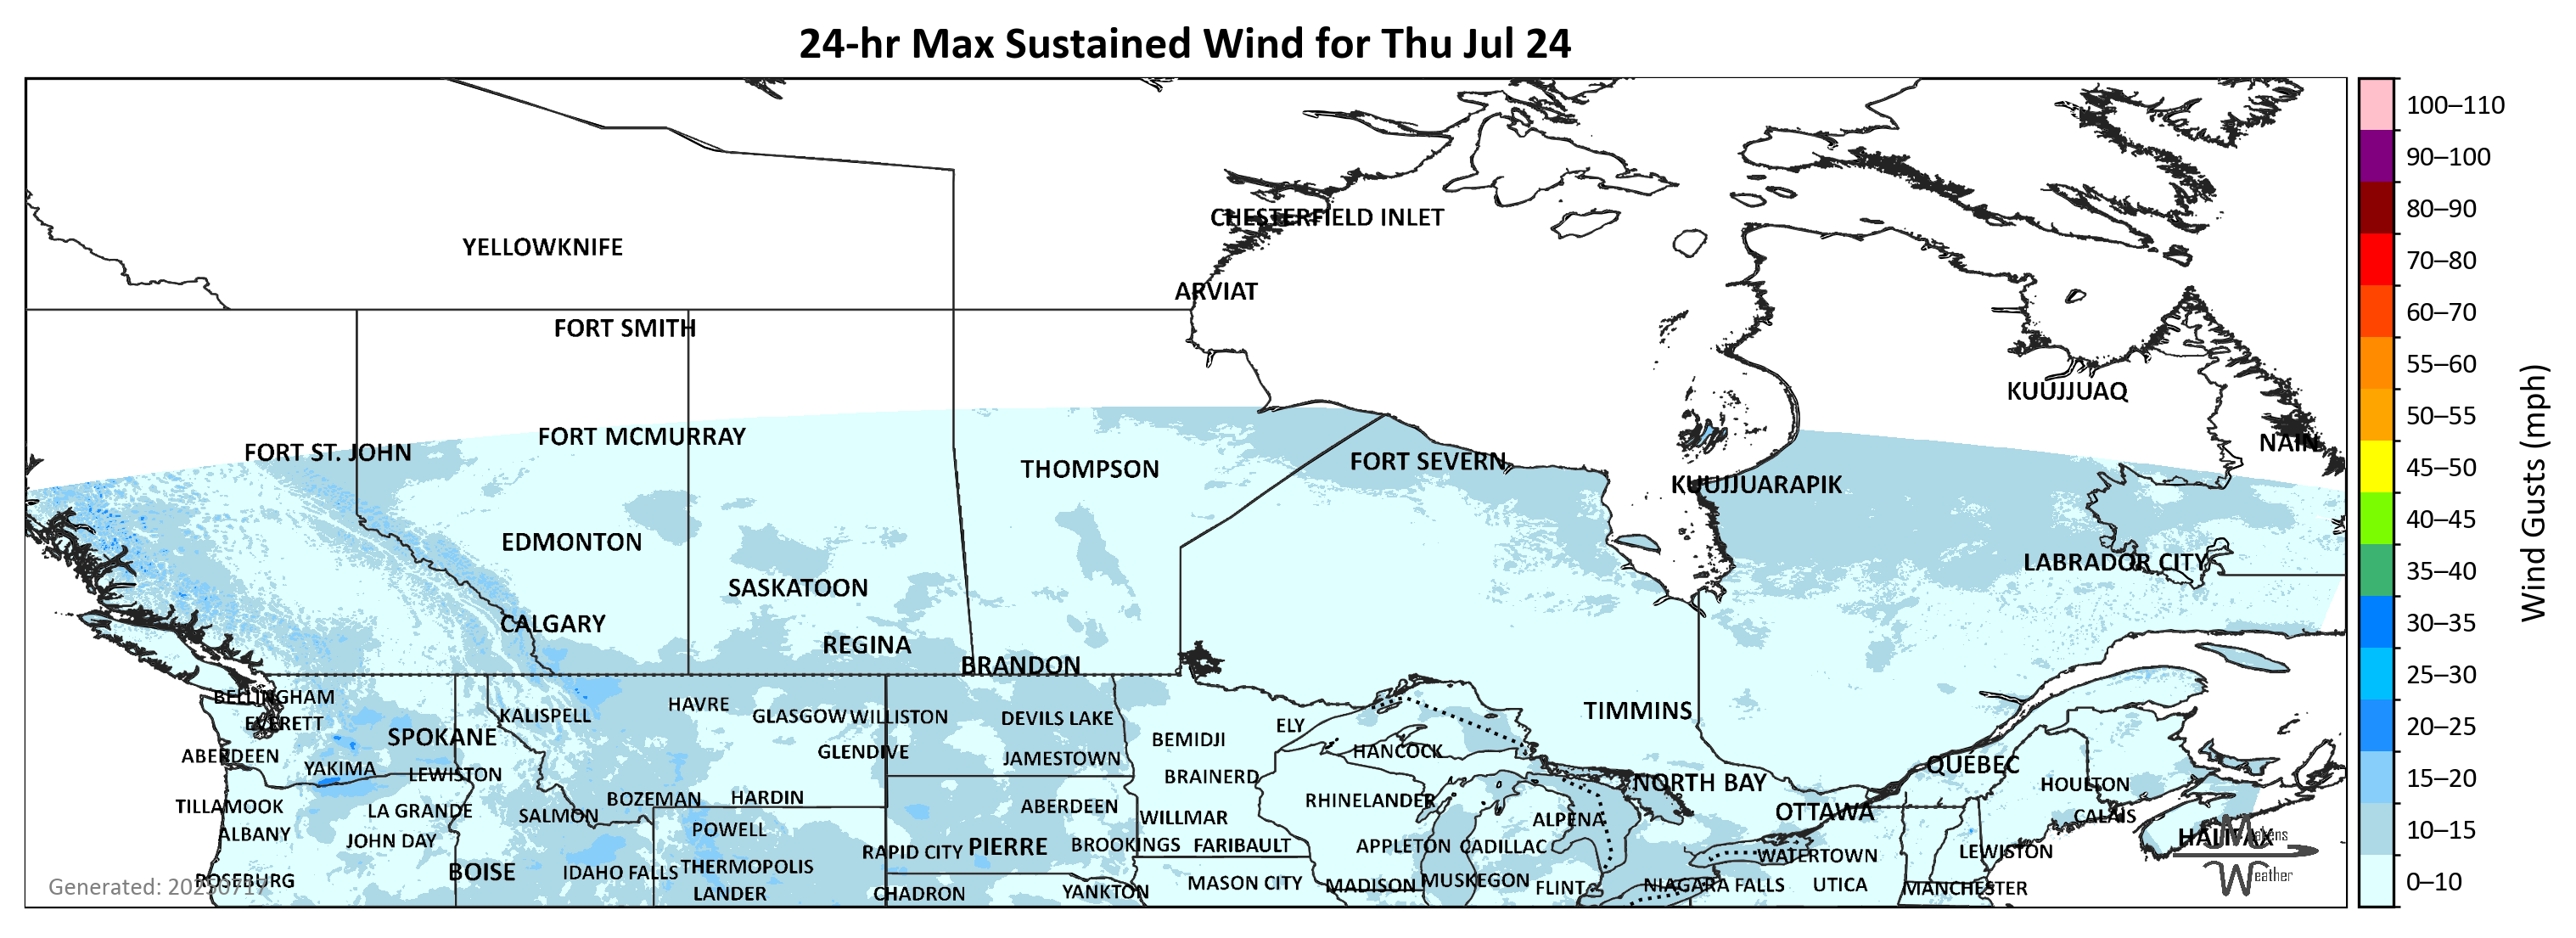 24-hr Max Sustained Wind for Thu Jul 24
100–110
90–100
80–90
CHESTERFIELD INLET
YELLOWKNIFE
70–80
ARVIAT
60–70
FORT SMITH
55–60
KUUJJUAQ
50–55
FORT MCMURRAY
NAIN
FORT ST. JOHN
FORT SEVERN
45–50
THOMPSON
KUUJJUARAPIK
40–45
EDMONTON
LABRADOR CITY
35–40
SASKATOON
CALGARY
30–35
REGINA
BRANDON
25–30
Wind Gusts (mph)
BELLINGHAM
HAVRE
TIMMINS
KALISPELL
GLASGOW
WILLISTON
DEVILS LAKE
EVERETT
ELY
20–25
SPOKANE
BEMIDJI
HANCOCK
ABERDEEN
GLENDIVE
JAMESTOWN
QUÉBEC
YAKIMA
LEWISTON
BRAINERD
15–20
NORTH BAY
HOULTON
BOZEMAN
HARDIN
RHINELANDER
TILLAMOOK
LA GRANDE
ABERDEEN
SALMON
WILLMAR
OTTAWA
CALAIS
ALPENA
10–15
POWELL
ALBANY
HALIFAX
Makens
JOHN DAY
PIERRE
BROOKINGS
FARIBAULT
APPLETON
CADILLAC
RAPID CITY
LEWISTON
WATERTOWN
THERMOPOLIS
BOISE
IDAHO FALLS
Weather
ROSEBURG
MUSKEGON
0–10
MASON CITY
MADISON
FLINT
NIAGARA FALLS
UTICA
Generated: 20250717
MANCHESTER
LANDER
CHADRON
YANKTON